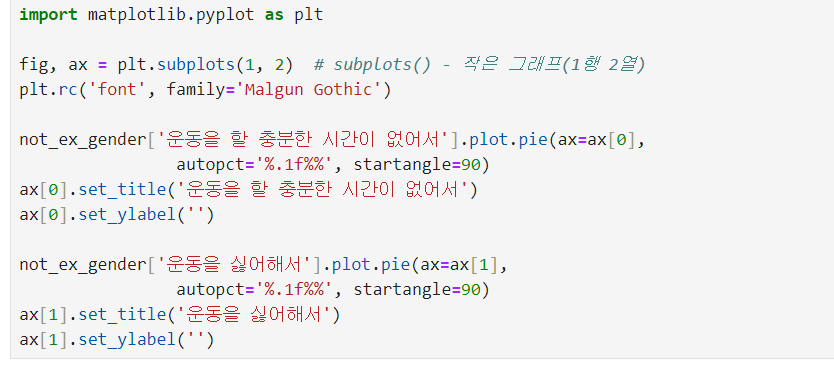 import matplotlib.pyplot as plt
fig, ax = plt.subplots(1, 2)  # subplots() - 작은 그래프(1행 2열)
plt.rc('font', family='Malgun Gothic')
not_ex_gender['운동을 할 충분한 시간이 없어서'].plot.pie(ax=ax[0],
autopct='%.1f%%', startangle=90)
ax[0].set_title('운동을 할 충분한 시간이 없어서')
ax[0].set_ylabel('')
not_ex_gender['운동을 싫어해서'].plot.pie(ax=ax[1],
autopct='%.1f%%', startangle=90)
ax[1].set_title('운동을 싫어해서')
ax[1].set_ylabel('')